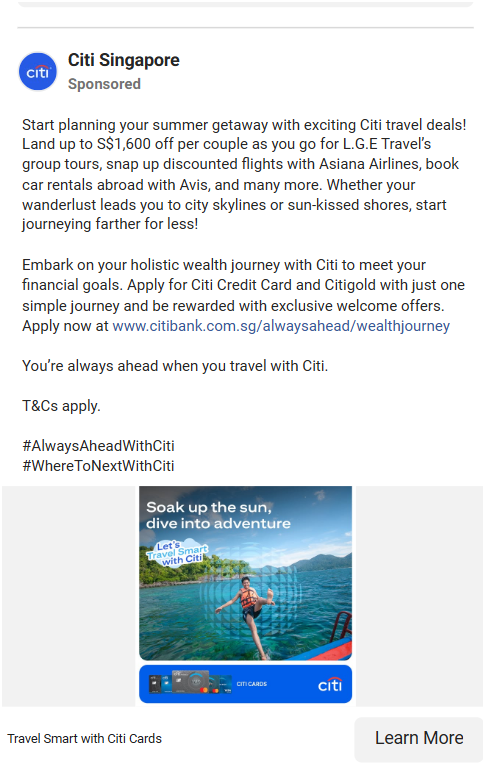 citi
Citi Singapore
Sponsored
Start planning your summer getaway with exciting Citi travel deals!
Land up to S$1,600 off per couple as you go for L.G.E Travel's
group tours, snap up discounted flights with Asiana Airlines, book
car rentals abroad with Avis, and many more. Whether your
wanderlust leads you to city skylines or sun-kissed shores, start
journeying farther for less!
Embark on your holistic wealth journey with Citi to meet your
financial goals. Apply for Citi Credit Card and Citigold with just one
simple journey and be rewarded with exclusive welcome offers.
Apply now at www.citibank.com.sg/alwaysahead/wealthjourney
You're always ahead when you travel with Citi.
T&Cs apply.
#AlwaysAheadWithCiti
#WhereToNextWithCiti
Soak up the sun,
dive into adventure
Let's
Travel Smart
with Citi
CITI CARDS
citi
Travel Smart with Citi Cards
Learn More